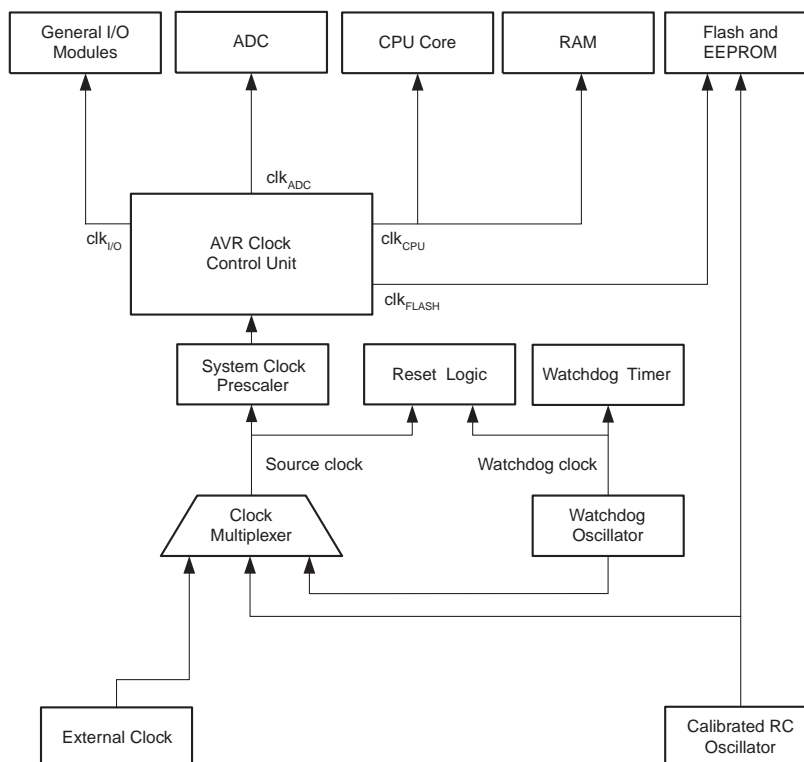 General I/O
Modules
ADC
CPU Core
RAM
Flash and
EEPROM
clkADC
clkI/O
AVR Clock
Control Unit
clkCPU
clkFLASH
System Clock
Prescaler
Reset Logic
Watchdog Timer
Source clock
Watchdog clock
Clock
Multiplexer
Watchdog
Oscillator
External Clock
Calibrated RC
Oscillator